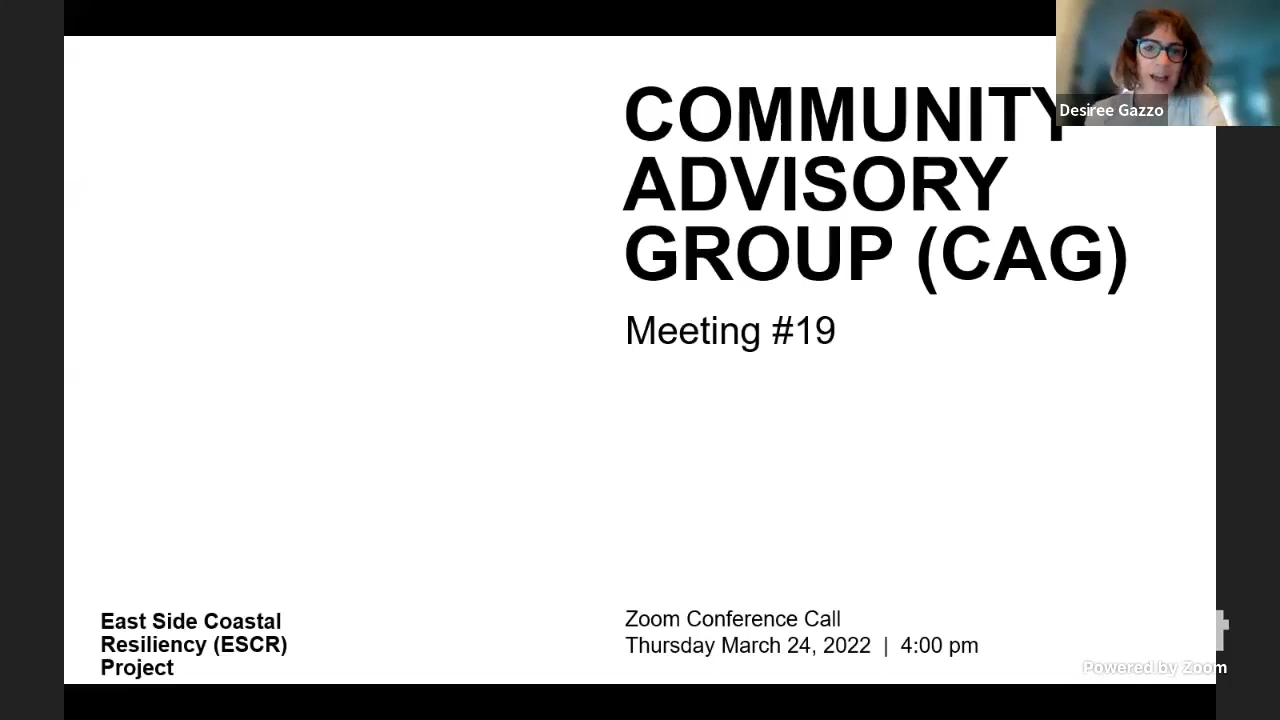 COMMUNITY
ADVISORY
GROUP (CAG)
Desiree Gazzo
Meeting #19
East Side Coastal
Resiliency (ESCR)
Project
Zoom Conference Call
Thursday March 24, 2022 | 4:00 pm
Powered by Zoom